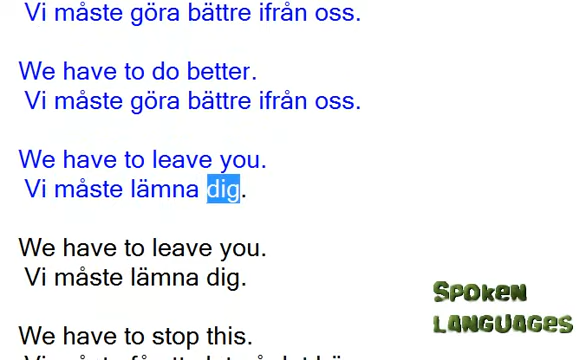 Vi måste göra bättre ifrån oss.
We have to do better.
Vi måste göra bättre ifrån oss.
We have to leave you.
Vi måste lämna dig.
We have to leave you.
Vi måste lämna dig.
We have to stop this.
SPOKEN
LANGUAGES